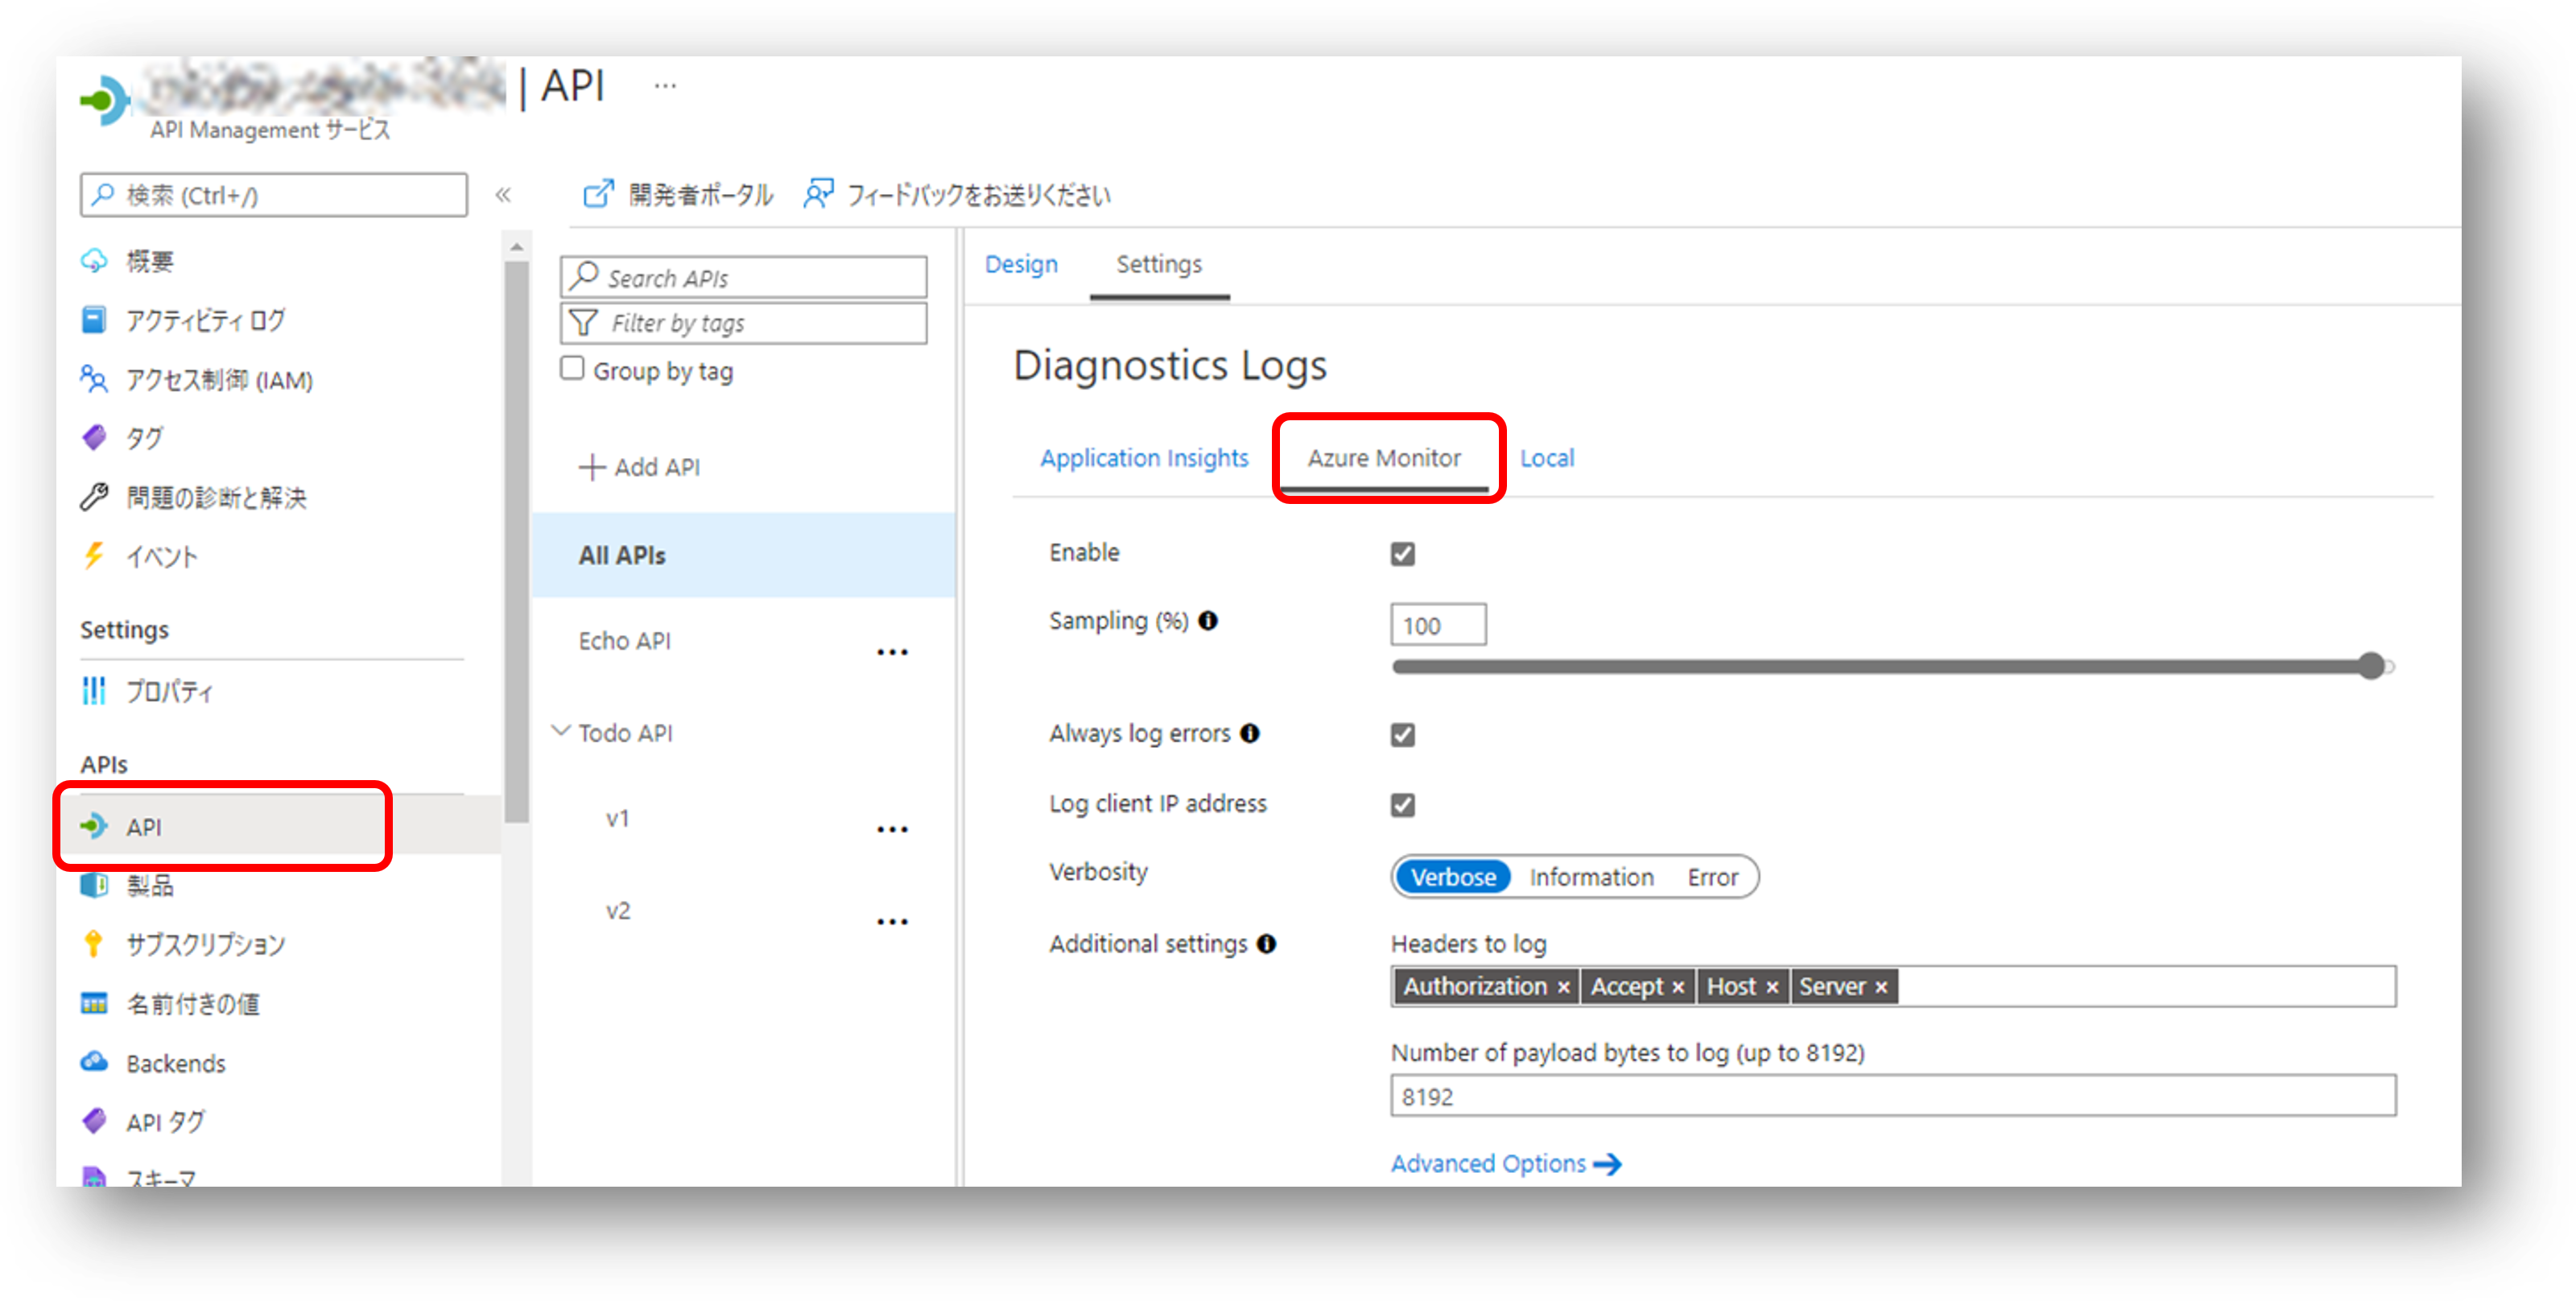 | API ...
API Management サービス
検索 (Ctrl+/)
«
概要
アクティビティ ログ
アクセス制御 (IAM)
タグ
問題の診断と解決
イベント
Settings
プロパティ
APIs
API
製品
サブスクリプション
名前付きの値
Backends
API タグ
スキーマ
開発者ポータル
フィードバックをお送りください
Search APIs
Filter by tags
Group by tag
+ Add API
All APIs
Echo API ...
Todo API
v1 ...
v2 ...
Design Settings
Diagnostics Logs
Application Insights Azure Monitor Local
Enable
Sampling (%) 100
Always log errors
Log client IP address
Verbosity Verbose Information Error
Additional settings Headers to log
Authorization × Accept × Host × Server ×
Number of payload bytes to log (up to 8192)
8192
Advanced Options →